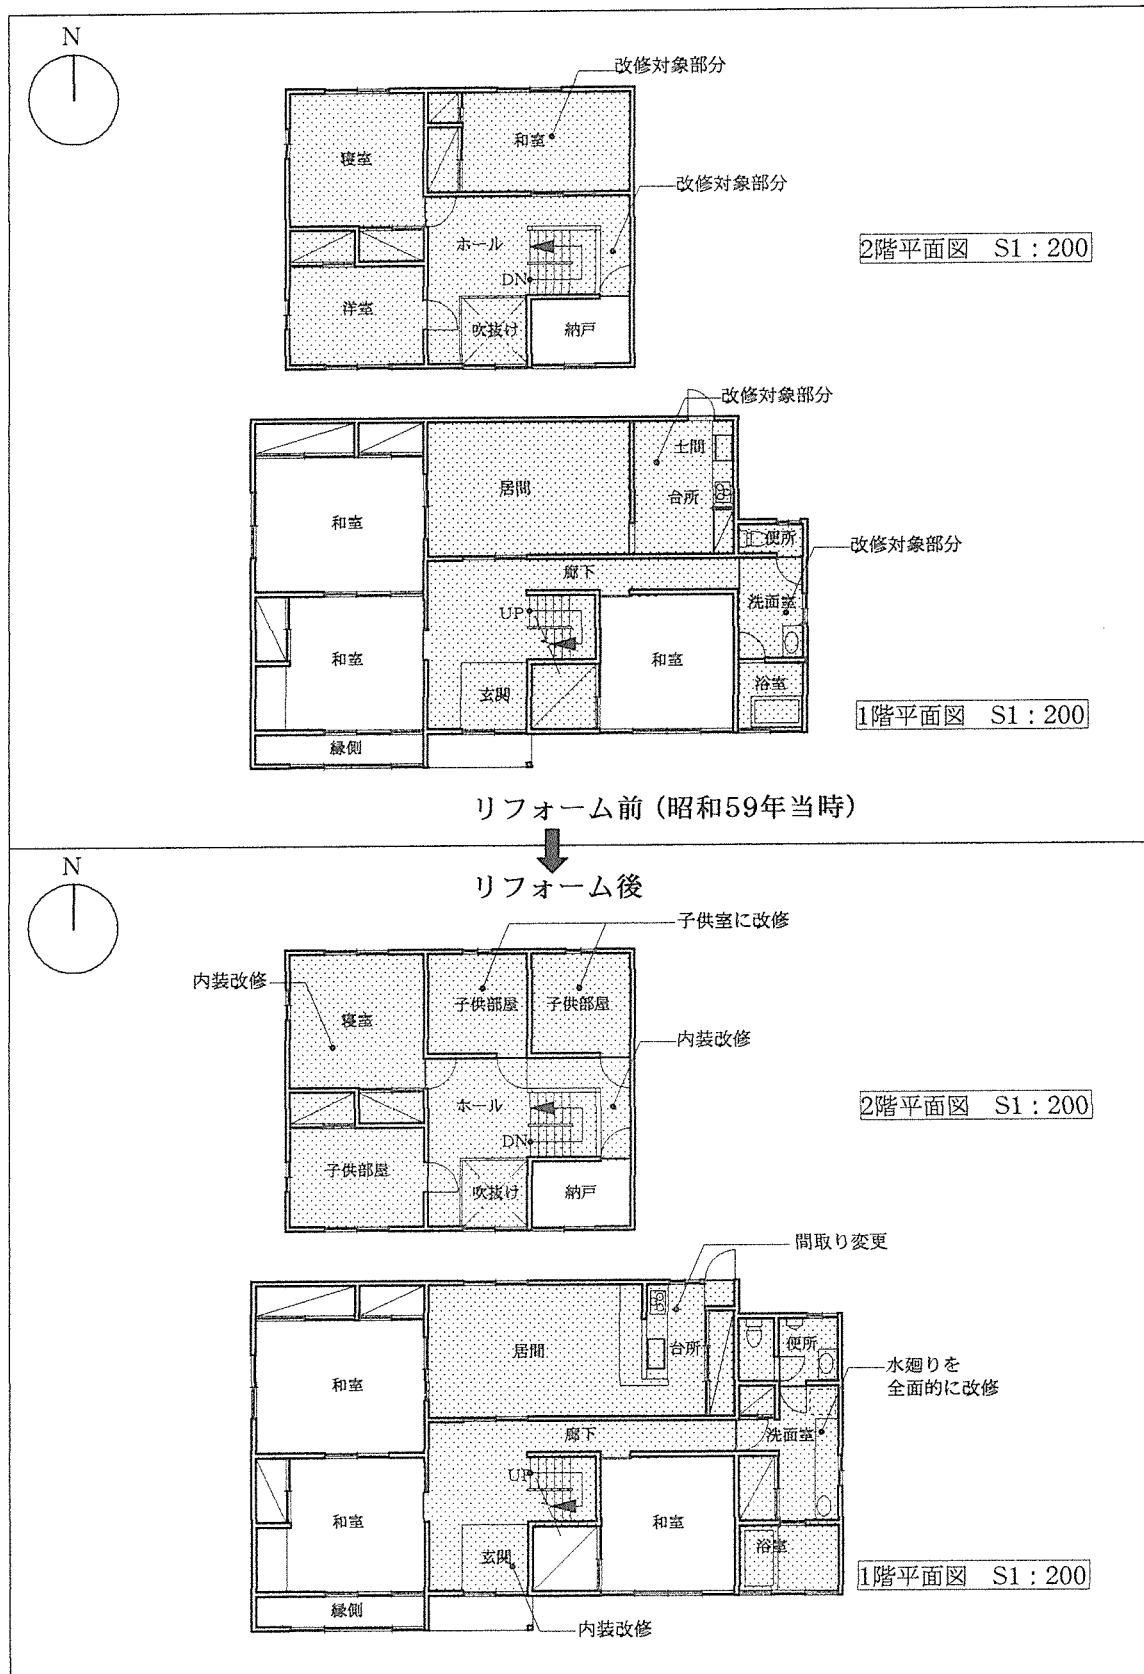 N
改修対象部分
寝室
和室
改修対象部分
ホール
2階平面図 S1:200
DN
洋室
吹抜け
納戸
改修対象部分
土間
居間
台所
和室
便所
改修対象部分
廊下
洗面室
UP
和室
和室
浴室
玄関
1階平面図 S1:200
縁側
リフォーム前(昭和59年当時)
N
リフォーム後
子供室に改修
内装改修
子供部屋
子供部屋
寝室
内装改修
ホール
2階平面図 S1:200
DN
子供部屋
吹抜け
納戸
間取り変更
居間
台所
便所
水廻りを
全面的に改修
和室
廊下
洗面室
UP
和室
和室
玄関
浴室
1階平面図 S1:200
縁側
内装改修